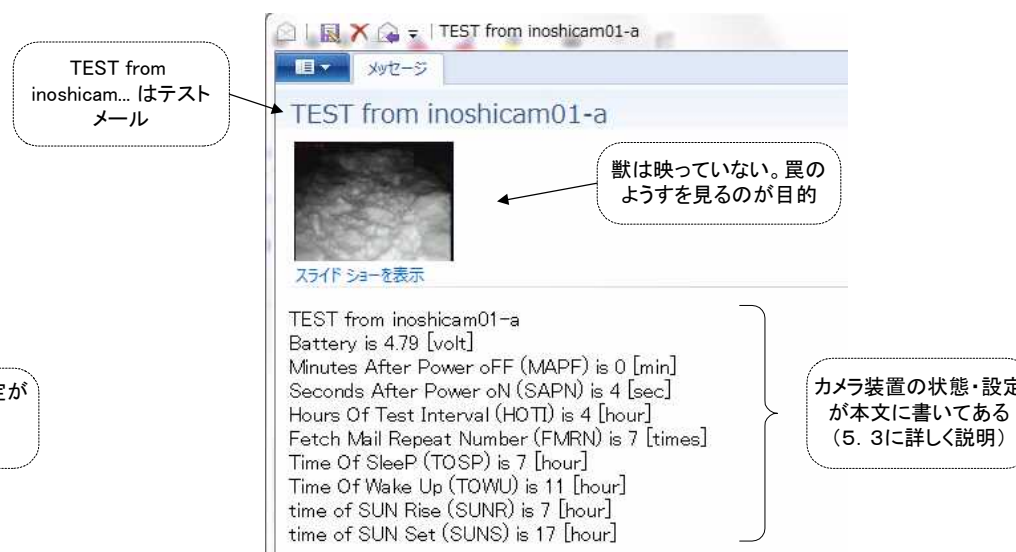 TEST from inoshicam01-a
メッセージ
TEST from
inoshicam... はテスト
メール
TEST from inoshicam01-a
獣は映っていない。罠の
ようすを見るのが目的
スライド ショーを表示
TEST from inoshicam01-a
Battery is 4.79 [volt]
Minutes After Power oFF (MAPF) is 0 [min]
Seconds After Power oN (SAPN) is 4 [sec]
Hours Of Test Interval (HOTI) is 4 [hour]
Fetch Mail Repeat Number (FMRN) is 7 [times]
Time Of SleeP (TOSP) is 7 [hour]
Time Of Wake Up (TOWU) is 11 [hour]
time of SUN Rise (SUNR) is 7 [hour]
time of SUN Set (SUNS) is 17 [hour]
定が
カメラ装置の状態・設定
が本文に書いてある
(5.3に詳しく説明)